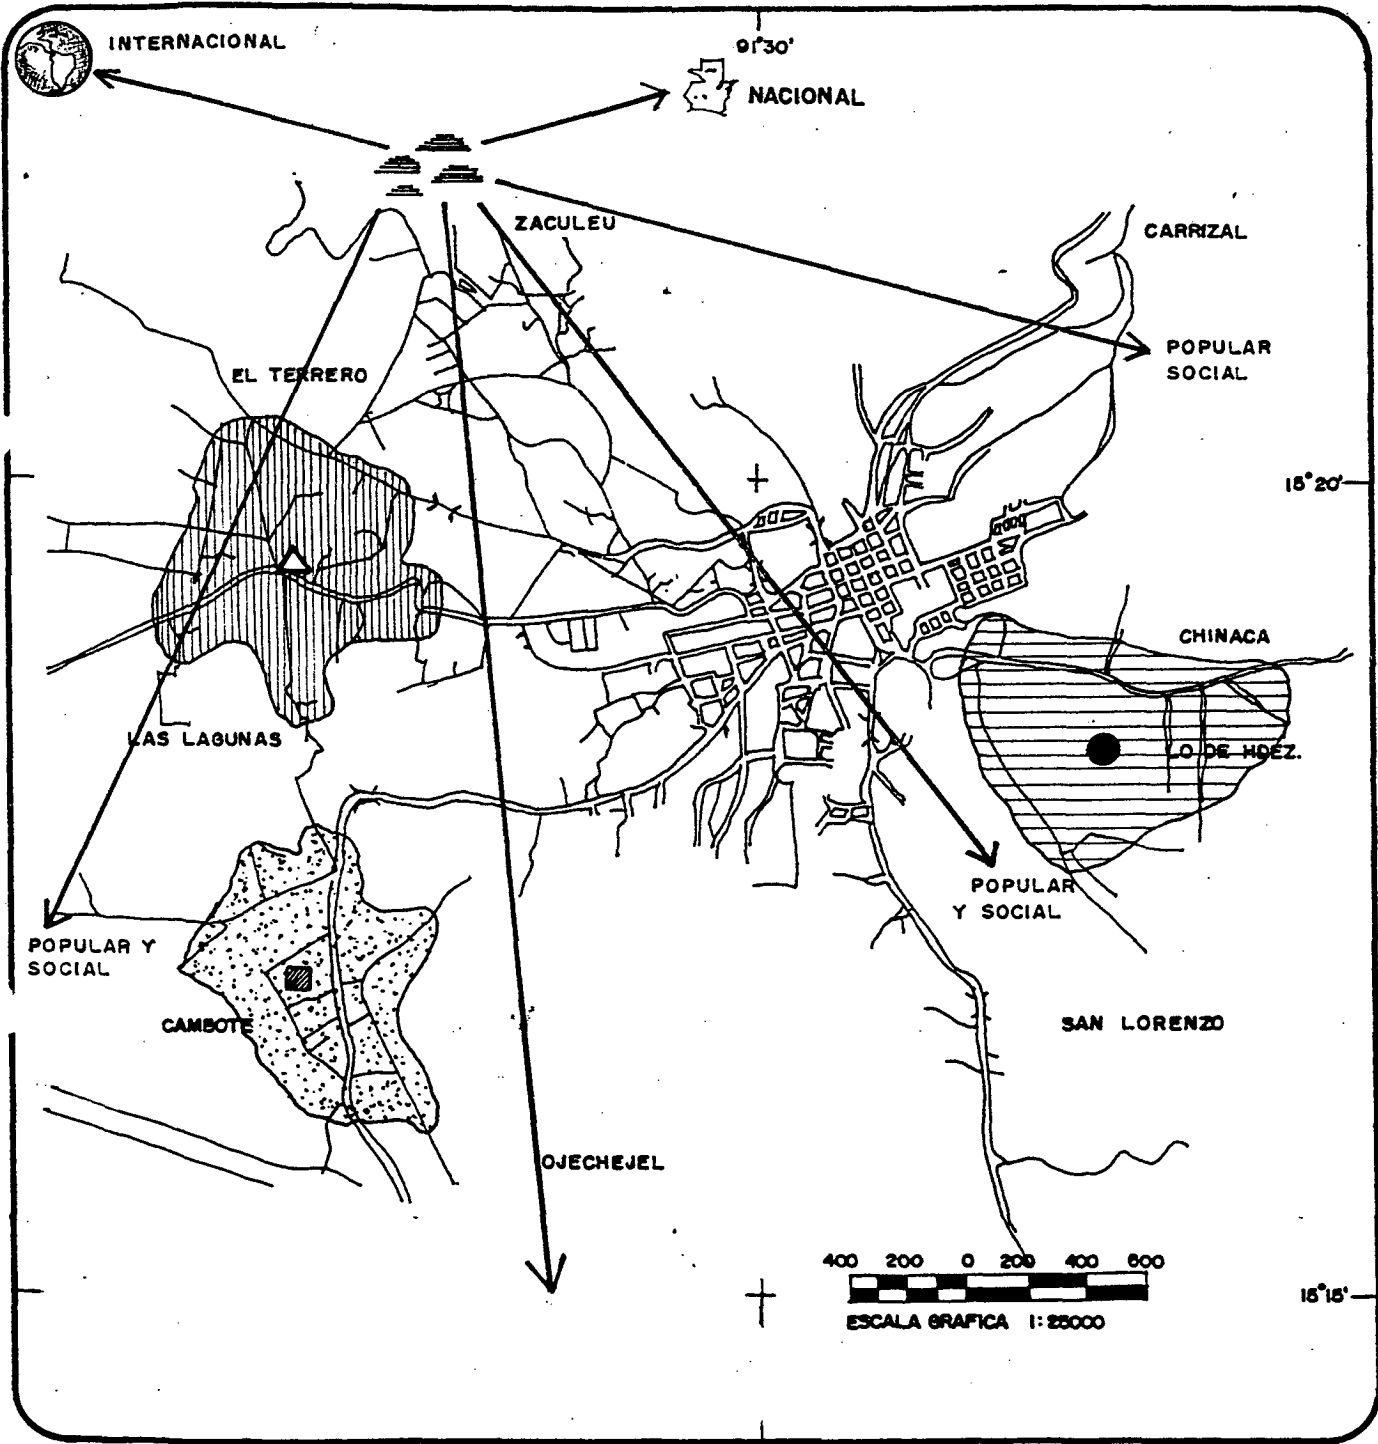 INTERNACIONAL
91°30'
NACIONAL
ZACULEU
CARRIZAL
POPULAR
SOCIAL
EL TERRERO
15°20'
CHINACA
LO DE HDEZ.
LAS LAGUNAS
POPULAR
Y SOCIAL
POPULAR Y
SOCIAL
CAMBOTE
SAN LORENZO
OJECHEJEL
400 200 0 200 400 600
15°15'
ESCALA GRAFICA 1:25000